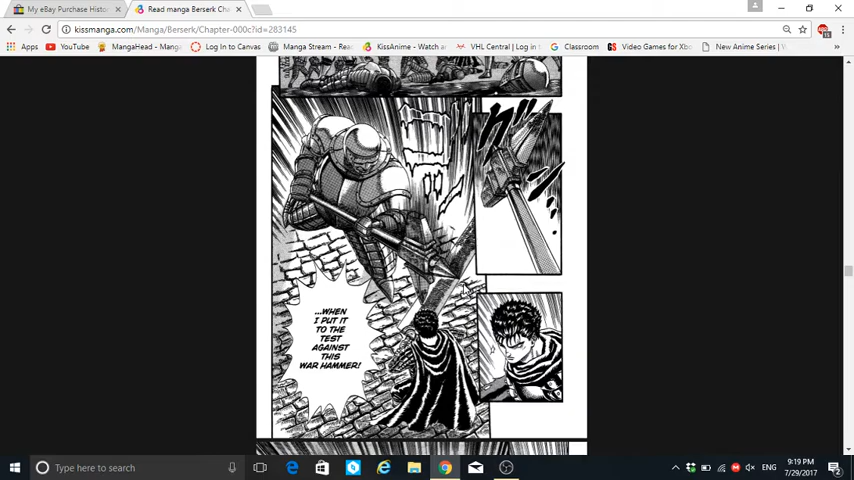 My eBay Purchase Histor
Read manga Berserk Cha
kissmanga.com/Manga/Berserk/Chapter-000c?id=283145
Apps
YouTube
MangaHead - Manga
Log In to Canvas
Manga Stream - Rea
KissAnime - Watch a
VHL Central | Log in
Classroom
Video Games for Xbo
New Anime Series |
...WHEN
I PUT IT
TO THE
TEST
AGAINST
THIS
WAR HAMMER!
Type here to search
ENG
9:19 PM
7/29/2017
2